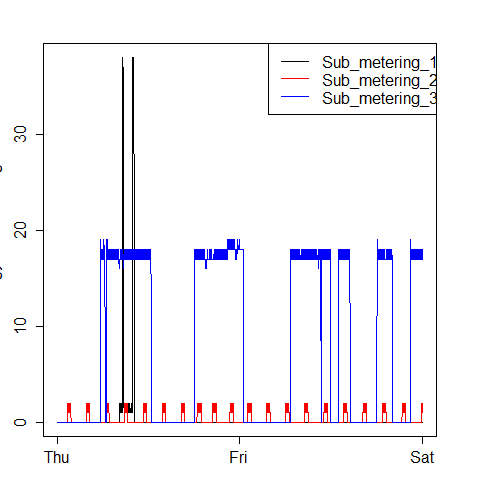 Sub_metering_1
Sub_metering_2
Sub_metering_3
30
20
10
0
Thu Fri Sat